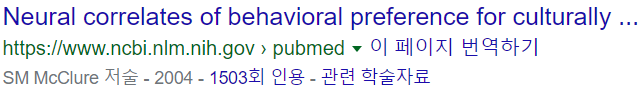 Neural correlates of behavioral preference for culturally ...
https://www.ncbi.nlm.nih.gov › pubmed ▾ 이 페이지 번역하기
SM McClure 저술 - 2004 - 1503회 인용 - 관련 학술자료